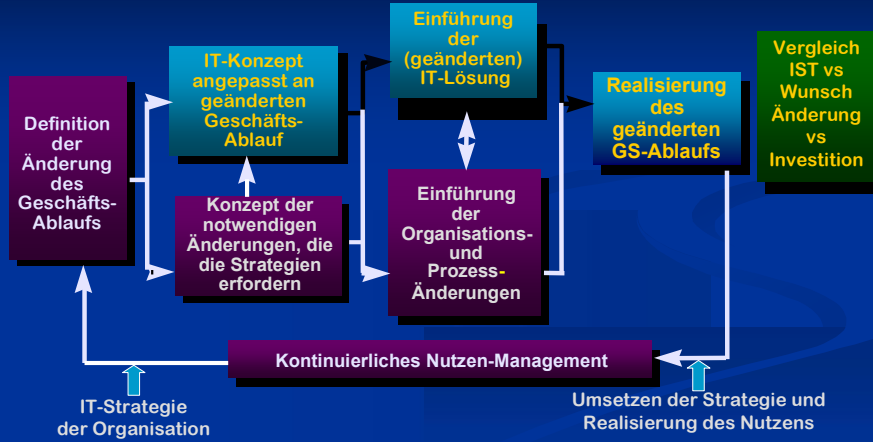 Definition
der
Änderung
des
Geschäfts-
Ablaufs
IT-Konzept
angepasst an
geänderten
Geschäfts-
Ablauf
Konzept der
notwendigen
Änderungen, die
die Strategien
erfordern
Einführung
der
(geänderten)
IT-Lösung
Einführung
der
Organisations-
und
Prozess-
Änderungen
Realisierung
des
geänderten
GS-Ablaufs
Vergleich
IST vs
Wunsch
Änderung
vs
Investition
Kontinuierliches Nutzen-Management
IT-Strategie
der Organisation
Umsetzen der Strategie und
Realisierung des Nutzens